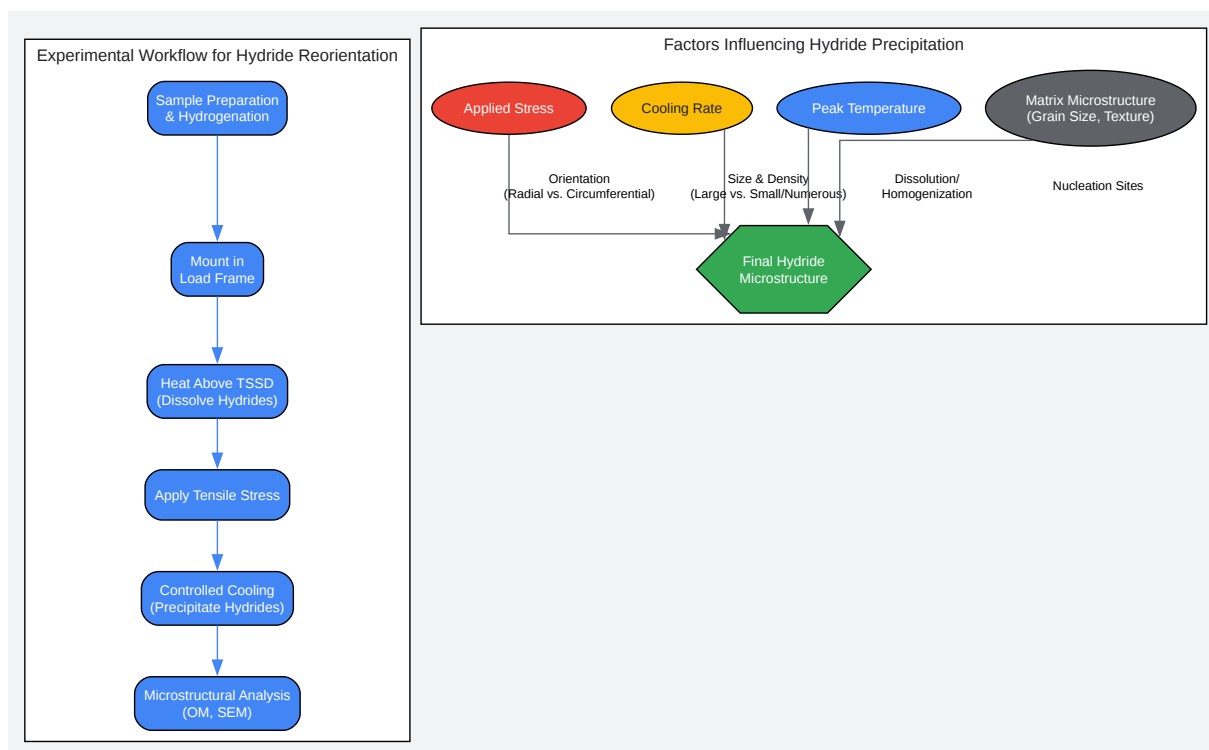 Experimental Workflow for Hydride Reorientation
Sample Preparation
& Hydrogenation
Mount in
Load Frame
Heat Above TSSD
(Dissolve Hydrides)
Apply Tensile Stress
Controlled Cooling
(Precipitate Hydrides)
Microstructural Analysis
(OM, SEM)
Factors Influencing Hydride Precipitation
Applied Stress
Cooling Rate
Peak Temperature
Matrix Microstructure
(Grain Size, Texture)
Orientation
(Radial vs. Circumferential)
Size & Density
(Large vs. Small/Numerous)
Dissolution/
Homogenization
Nucleation Sites
Final Hydride
Microstructure